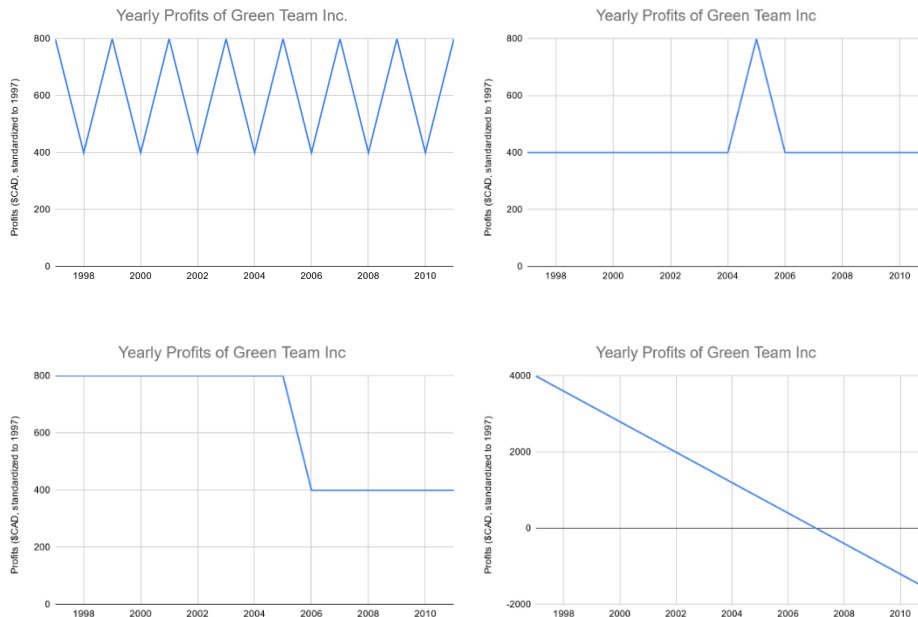 Yearly Profits of Green Team Inc.
Profits ($CAD, standardized to 1997)
800
600
400
200
0
1998 2000 2002 2004 2006 2008 2010
Yearly Profits of Green Team Inc
Profits ($CAD, standardized to 1997)
800
600
400
200
0
1998 2000 2002 2004 2006 2008 2010
Yearly Profits of Green Team Inc
Profits ($CAD, standardized to 1997)
800
600
400
200
0
1998 2000 2002 2004 2006 2008 2010
Yearly Profits of Green Team Inc
Profits ($CAD, standardized to 1997)
4000
2000
0
-2000
1998 2000 2002 2004 2006 2008 2010